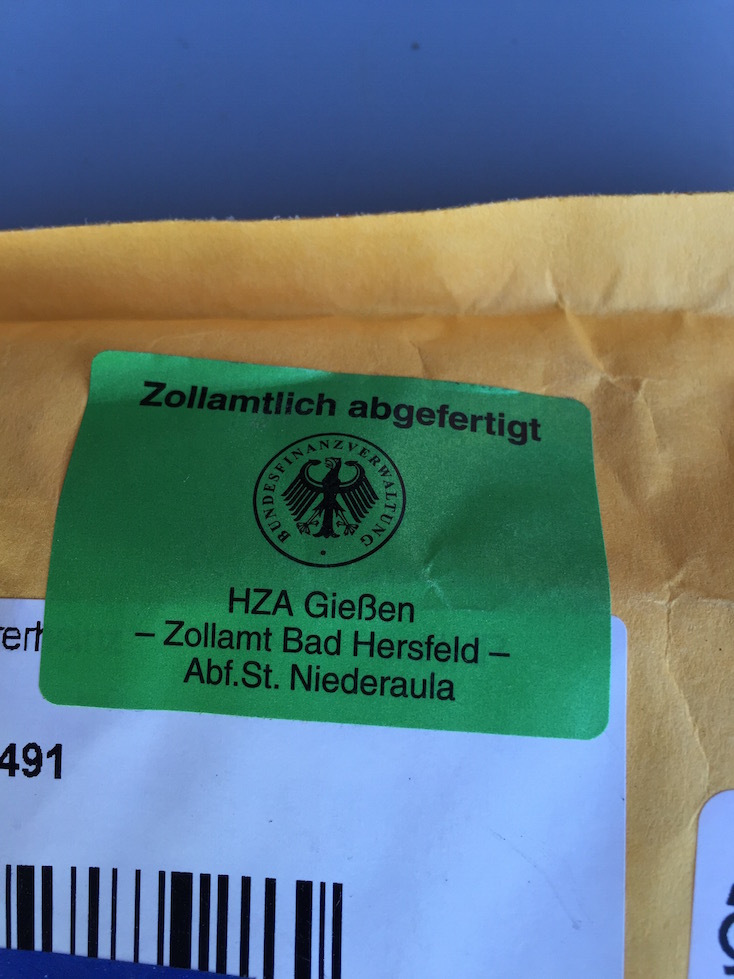 Zollamtlich abgefertigt
BUNDESFINANZVERWALTUNG
HZA Gießen
– Zollamt Bad Hersfeld –
Abf.St. Niederaula
491